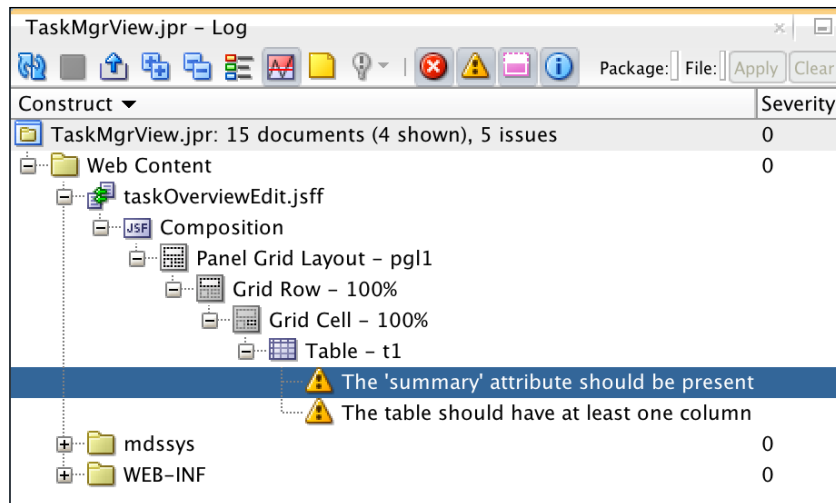 TaskMgrView.jpr – Log
Package: File: Apply Clear
Construct Severity
TaskMgrView.jpr: 15 documents (4 shown), 5 issues 0
Web Content 0
taskOverviewEdit.jsff
JSF Composition
Panel Grid Layout – pgl1
Grid Row – 100%
Grid Cell – 100%
Table – t1
The 'summary' attribute should be present
The table should have at least one column
mdssys 0
WEB-INF 0